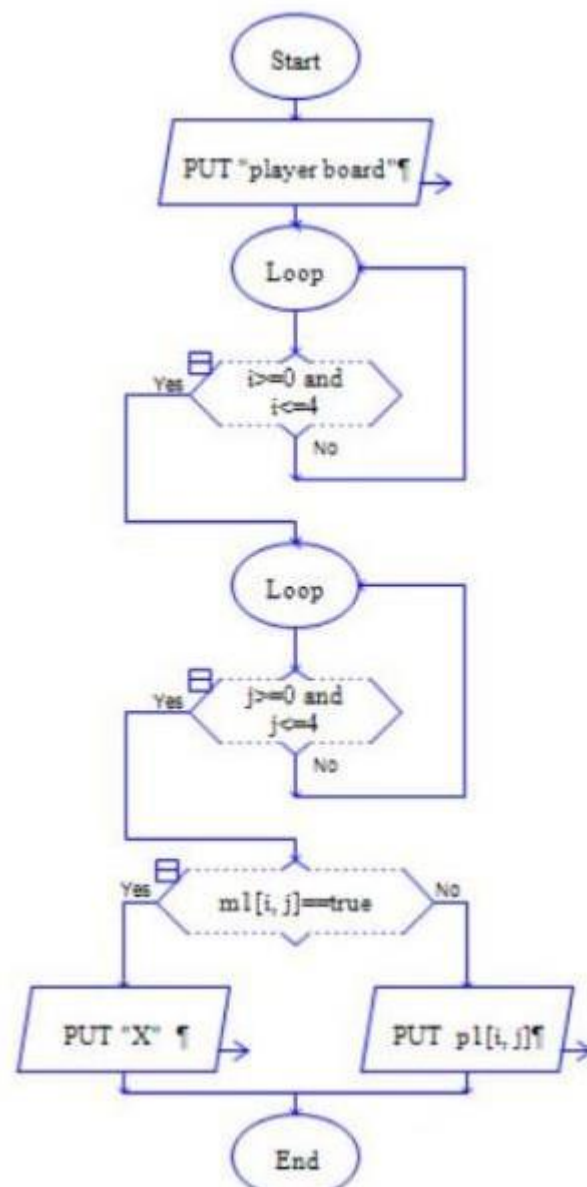 Start
PUT "player board"¶
Loop
i>=0 and
i<=4
Yes
No
Loop
j>=0 and
j<=4
Yes
No
m1[i, j]==true
Yes
No
PUT "X" ¶
PUT p1[i, j]¶
End